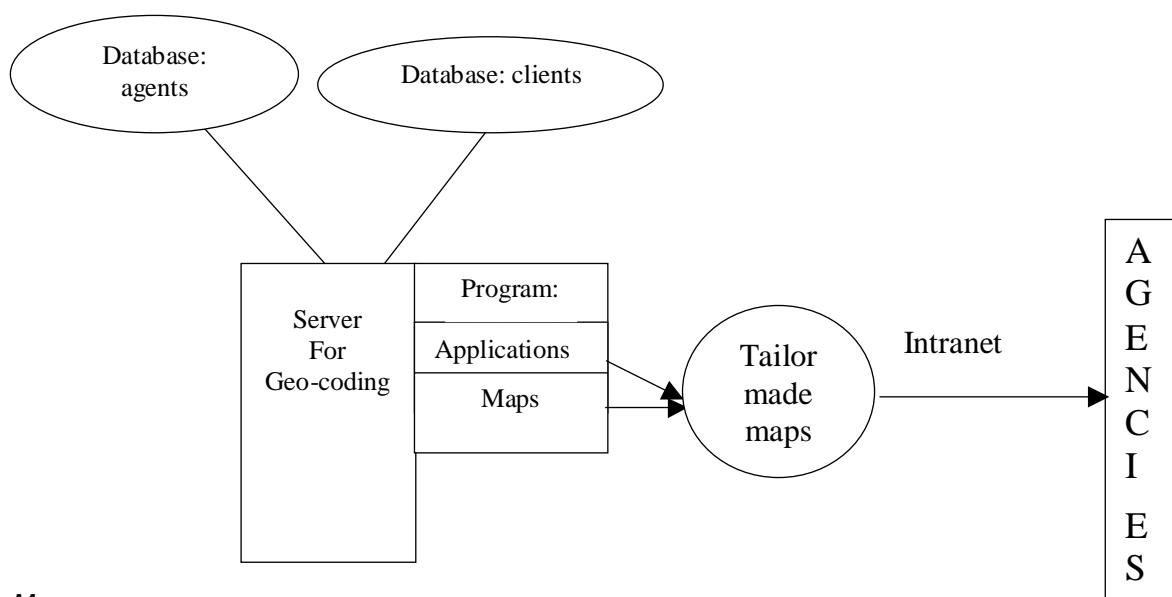 Database:
agents
Database: clients
Server
For
Geo-coding
Program:
Applications
Maps
Tailor
made
maps
Intranet
A
G
E
N
C
I
E
S